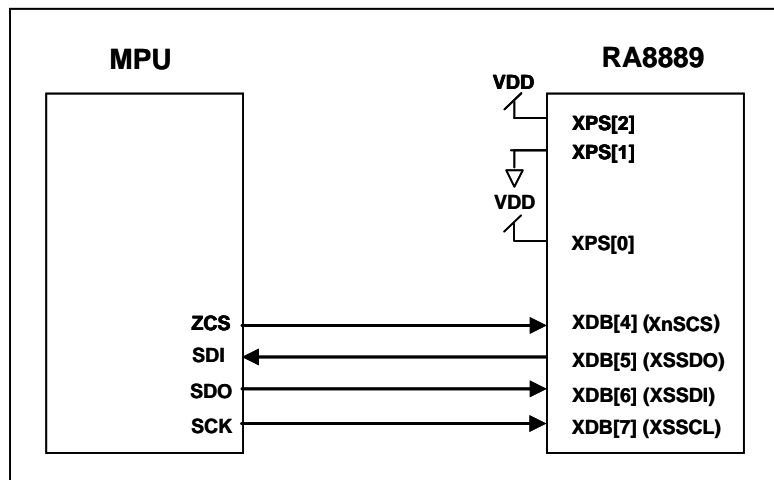 MPU
RA8889
VDD
XPS[2]
XPS[1]
VDD
XPS[0]
ZCS
XDB[4] (XnSCS)
SDI
XDB[5] (XSSDO)
SDO
XDB[6] (XSSDI)
SCK
XDB[7] (XSSCL)